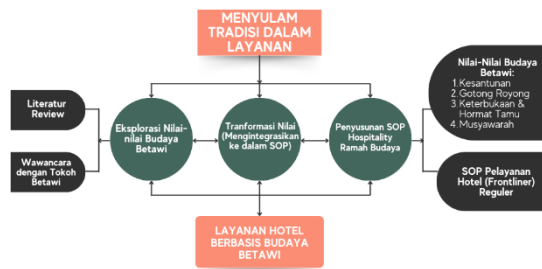 MENYULAM
TRADISI DALAM
LAYANAN
Literatur
Review
Wawancara
dengan Tokoh
Betawi
Eksplorasi Nilai-
nilai Budaya
Betawi
Tranformasi Nilai
(Mengintegrasikan
ke dalam SOP)
Penyusunan SOP
Hospitality
Ramah Budaya
Nilai-Nilai Budaya
Betawi:
1.Kesantunan
2.Gotong Royong
3.Keterbukaan &
Hormat Tamu
4.Musyawarah
SOP Pelayanan
Hotel (Frontliner)
Reguler
LAYANAN HOTEL
BERBASIS BUDAYA
BETAWI